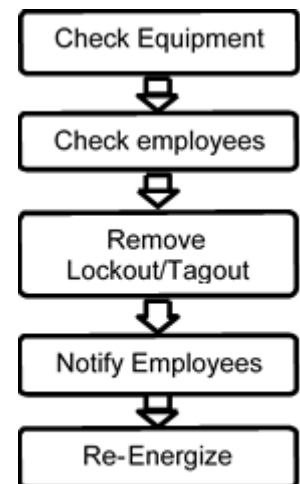 Check Equipment
Check employees
Remove
Lockout/Tagout
Notify Employees
Re-Energize